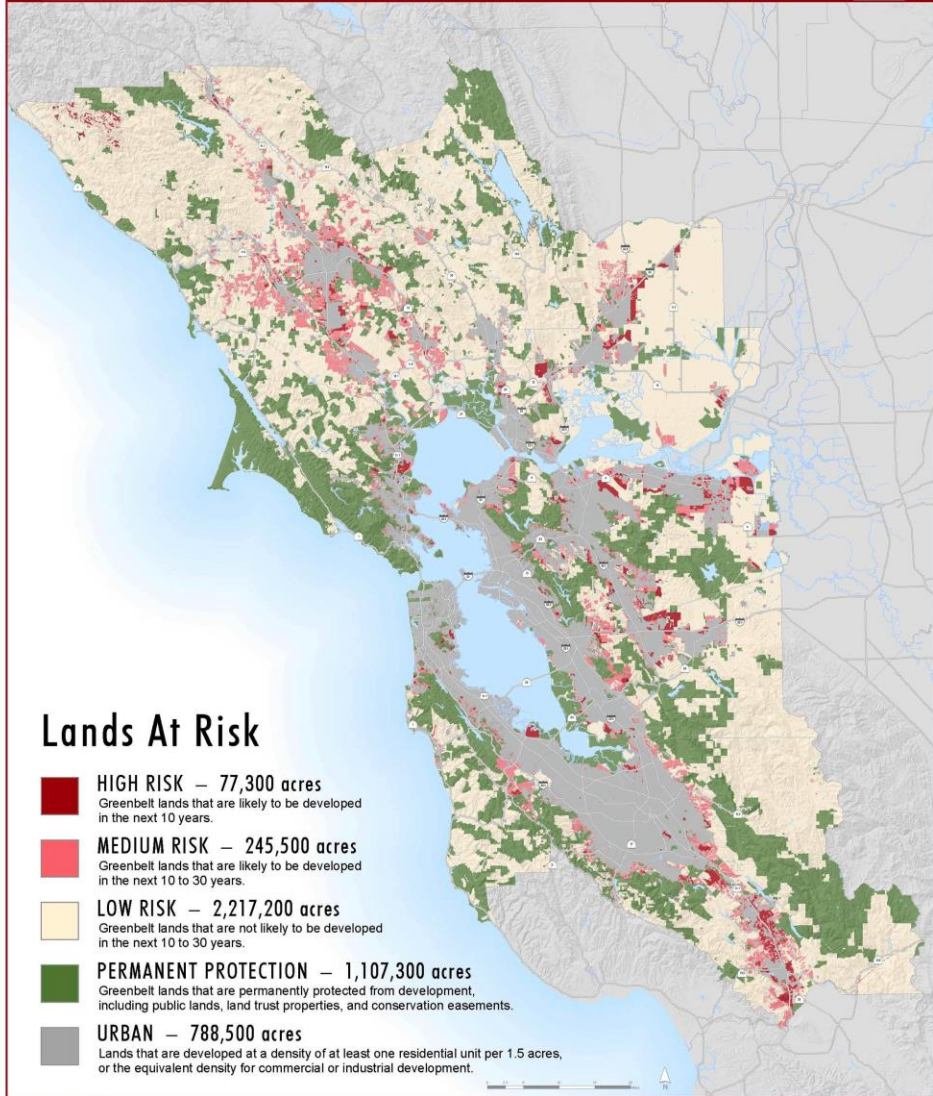 Lands At Risk
HIGH RISK – 77,300 acres
Greenbelt lands that are likely to be developed
in the next 10 years.
MEDIUM RISK – 245,500 acres
Greenbelt lands that are likely to be developed
in the next 10 to 30 years.
LOW RISK – 2,217,200 acres
Greenbelt lands that are not likely to be developed
in the next 10 to 30 years.
PERMANENT PROTECTION – 1,107,300 acres
Greenbelt lands that are permanently protected from development,
including public lands, land trust properties, and conservation easements.
URBAN – 788,500 acres
Lands that are developed at a density of at least one residential unit per 1.5 acres,
or the equivalent density for commercial or industrial development.
N